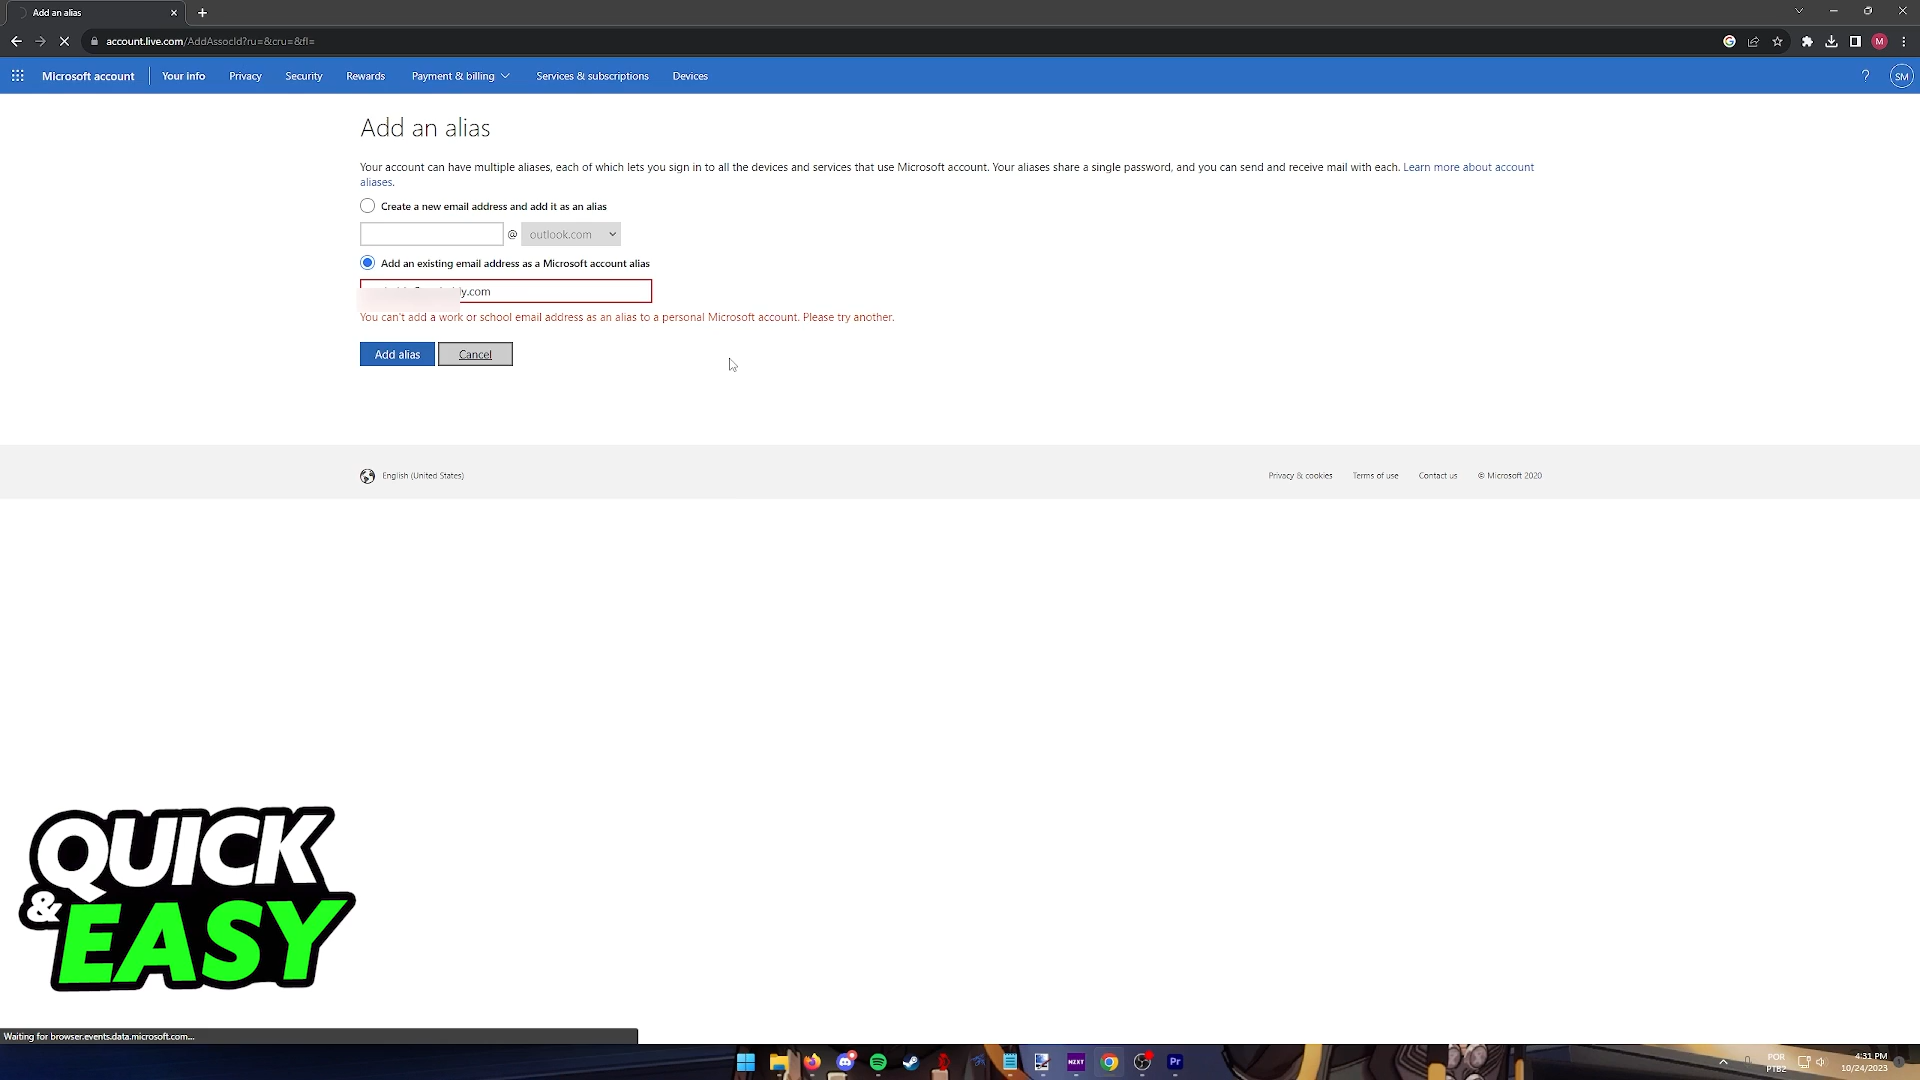 Add an alias
account.live.com/AddAssocId?ru=&cru=&fl=
M
Microsoft account
Your info
Privacy
Security
Rewards
Payment & billing
Services & subscriptions
Devices
?
SM
Add an alias
Your account can have multiple aliases, each of which lets you sign in to all the devices and services that use Microsoft account. Your aliases share a single password, and you can send and receive mail with each. Learn more about account
aliases.
Create a new email address and add it as an alias
@ outlook.com
Add an existing email address as a Microsoft account alias
y.com
You can't add a work or school email address as an alias to a personal Microsoft account. Please try another.
Add alias
Cancel
English (United States)
Privacy & cookies
Terms of use
Contact us
© Microsoft 2020
QUICK
& EASY
Waiting for browser.events.data.microsoft.com...
NZXT
Pr
POR
PTB2
4:31 PM
10/24/2023